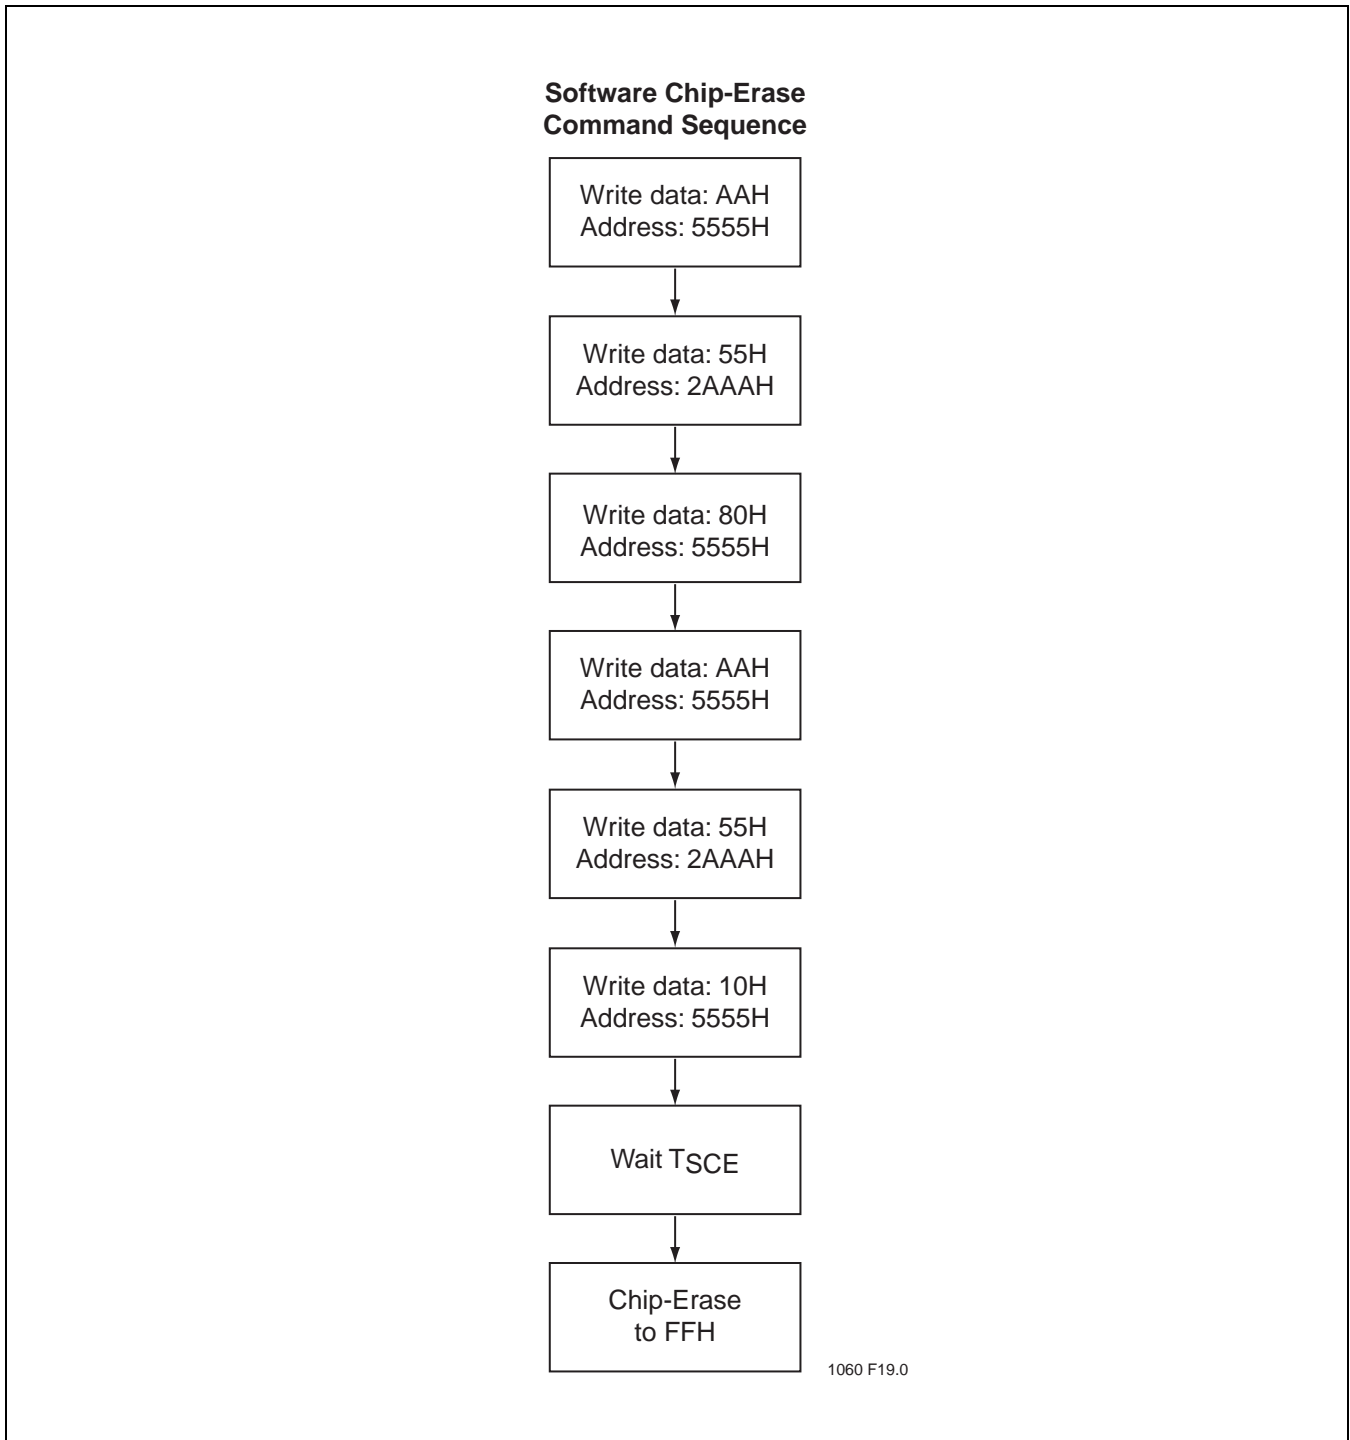 Software Chip-Erase
Command Sequence
Write data: AAH
Address: 5555H
Write data: 55H
Address: 2AAAH
Write data: 80H
Address: 5555H
Write data: AAH
Address: 5555H
Write data: 55H
Address: 2AAAH
Write data: 10H
Address: 5555H
Wait TSCE
Chip-Erase
to FFH
1060 F19.0